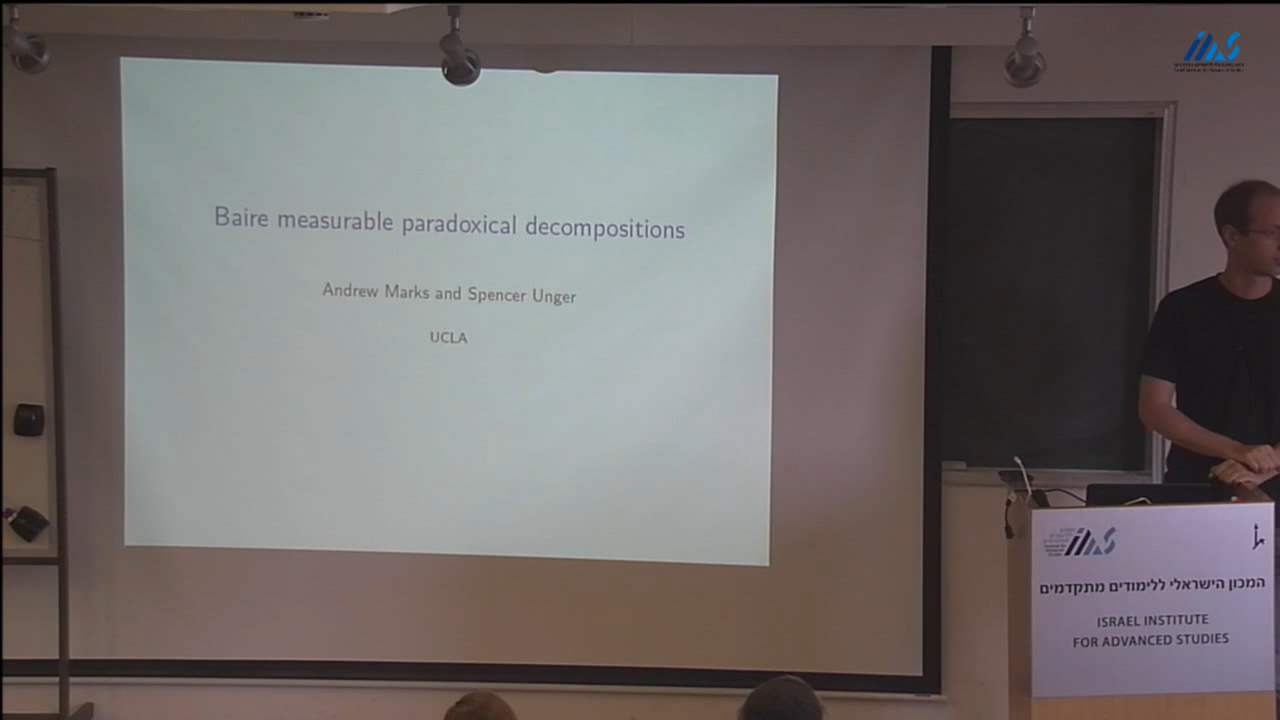 Baire measurable paradoxical decompositions
Andrew Marks and Spencer Unger
UCLA
המכון הישראלי ללימודים מתקדמים
ISRAEL INSTITUTE
FOR ADVANCED STUDIES